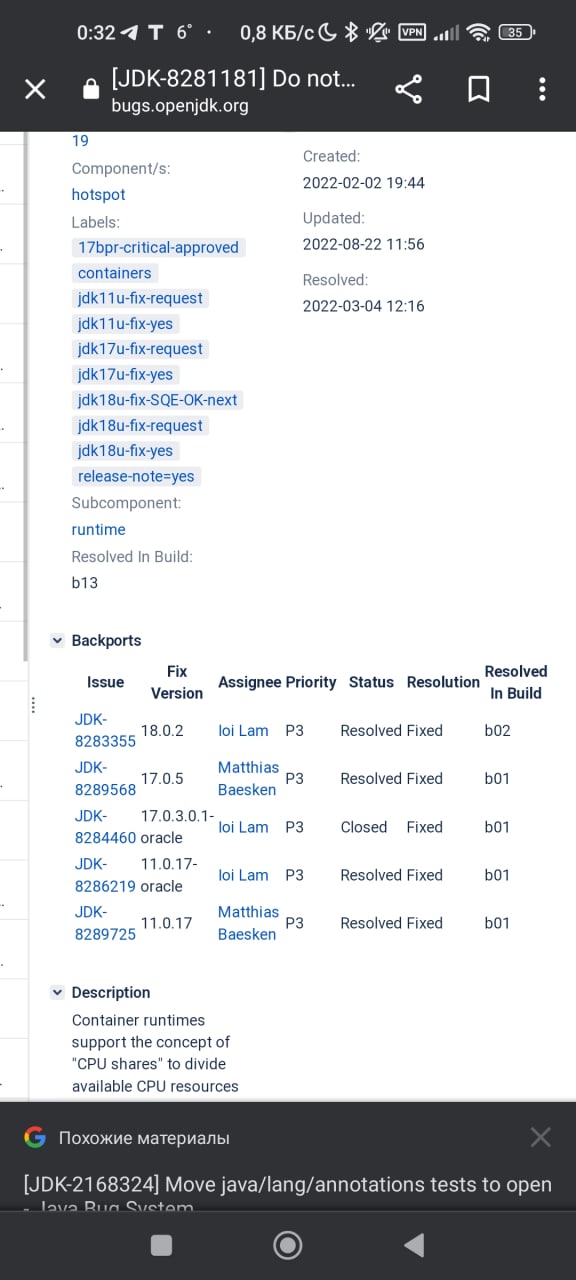 0:32 T 6° · 0,8 КБ/с VPN 35
[JDK-8281181] Do not...
bugs.openjdk.org
19
Component/s:
hotspot
Labels:
17bpr-critical-approved
containers
jdk11u-fix-request
jdk11u-fix-yes
jdk17u-fix-request
jdk17u-fix-yes
jdk18u-fix-SQE-OK-next
jdk18u-fix-request
jdk18u-fix-yes
release-note=yes
Subcomponent:
runtime
Resolved In Build:
b13
Created:
2022-02-02 19:44
Updated:
2022-08-22 11:56
Resolved:
2022-03-04 12:16
Backports
Issue Fix Version Assignee Priority Status Resolution Resolved In Build
JDK-8283355 18.0.2 Ioi Lam P3 Resolved Fixed b02
JDK-8289568 17.0.5 Matthias Baesken P3 Resolved Fixed b01
JDK-8284460 17.0.3.0.1-oracle Ioi Lam P3 Closed Fixed b01
JDK-8286219 11.0.17-oracle Ioi Lam P3 Resolved Fixed b01
JDK-8289725 11.0.17 Matthias Baesken P3 Resolved Fixed b01
Description
Container runtimes
support the concept of
"CPU shares" to divide
available CPU resources
Похожие материалы
[JDK-2168324] Move java/lang/annotations tests to open
- Java Bug System